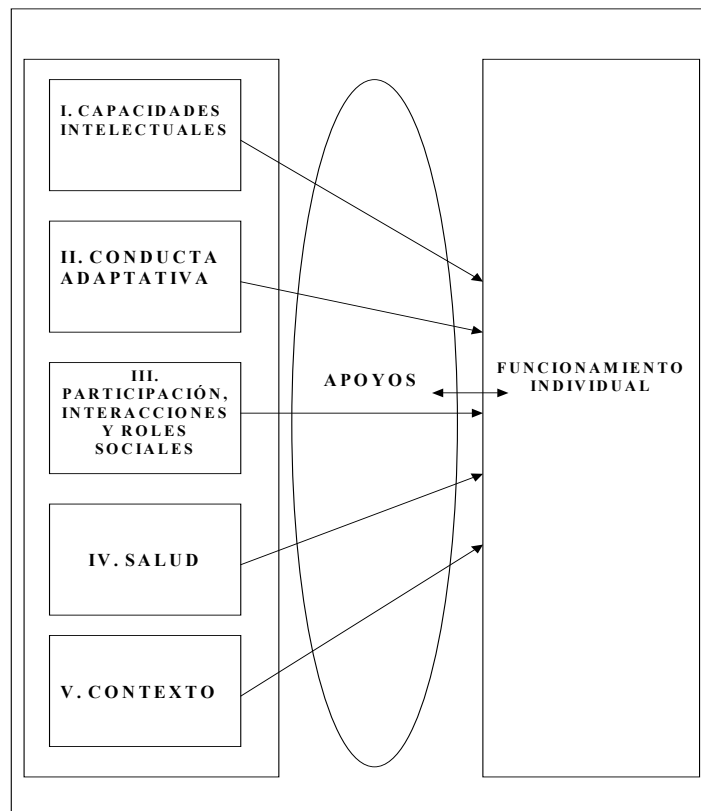 I. CAPACIDADES
INTELECTUALES
II. CONDUCTA
ADAPTATIVA
III.
PARTICIPACIÓN,
INTERACCIONES
Y ROLES
SOCIALES
IV. SALUD
V. CONTEXTO
APOYOS
FUNCIONAMIENTO
INDIVIDUAL